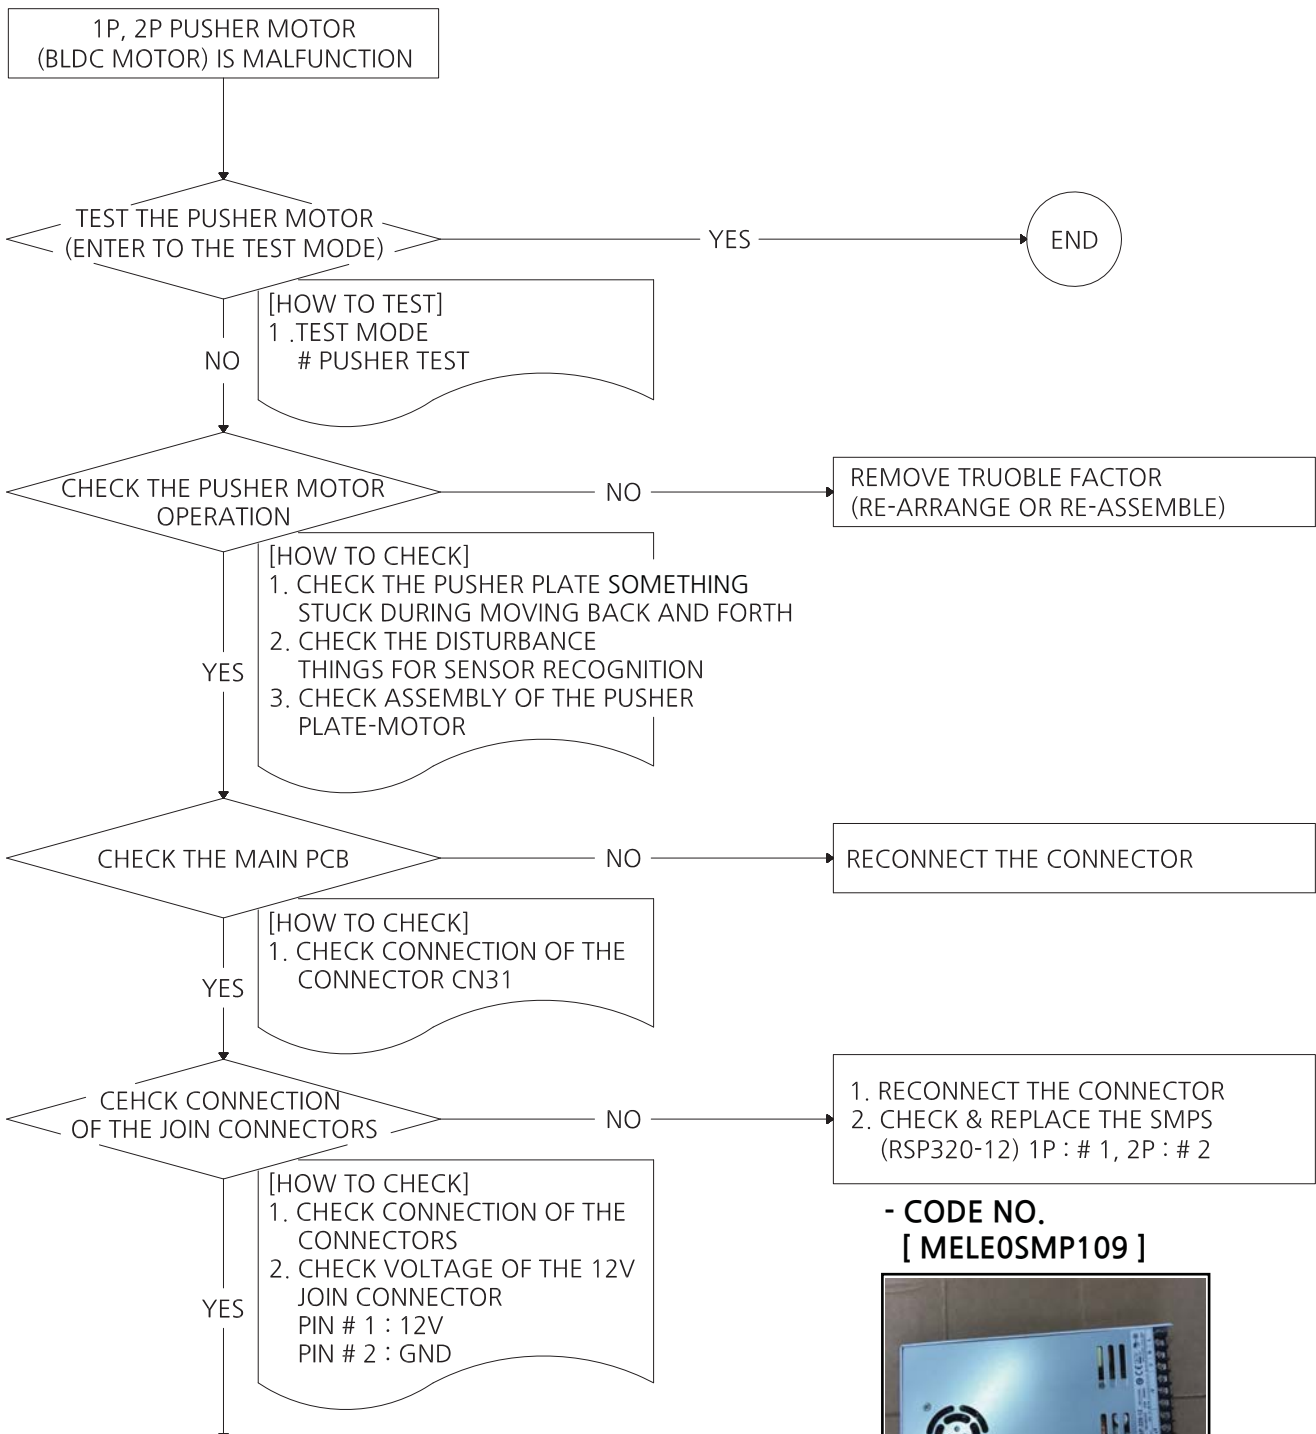 1P, 2P PUSHER MOTOR
(BLDC MOTOR) IS MALFUNCTION
TEST THE PUSHER MOTOR
(ENTER TO THE TEST MODE)
YES
END
[HOW TO TEST]
1 .TEST MODE
# PUSHER TEST
NO
CHECK THE PUSHER MOTOR
OPERATION
NO
REMOVE TRUOBLE FACTOR
(RE-ARRANGE OR RE-ASSEMBLE)
[HOW TO CHECK]
1. CHECK THE PUSHER PLATE SOMETHING
STUCK DURING MOVING BACK AND FORTH
2. CHECK THE DISTURBANCE
THINGS FOR SENSOR RECOGNITION
3. CHECK ASSEMBLY OF THE PUSHER
PLATE-MOTOR
YES
CHECK THE MAIN PCB
NO
RECONNECT THE CONNECTOR
[HOW TO CHECK]
1. CHECK CONNECTION OF THE
CONNECTOR CN31
YES
CEHCK CONNECTION
OF THE JOIN CONNECTORS
NO
1. RECONNECT THE CONNECTOR
2. CHECK & REPLACE THE SMPS
(RSP320-12) 1P : # 1, 2P : # 2
[HOW TO CHECK]
1. CHECK CONNECTION OF THE
CONNECTORS
2. CHECK VOLTAGE OF THE 12V
JOIN CONNECTOR
PIN # 1 : 12V
PIN # 2 : GND
YES
- CODE NO.
[ MELE0SMP109 ]